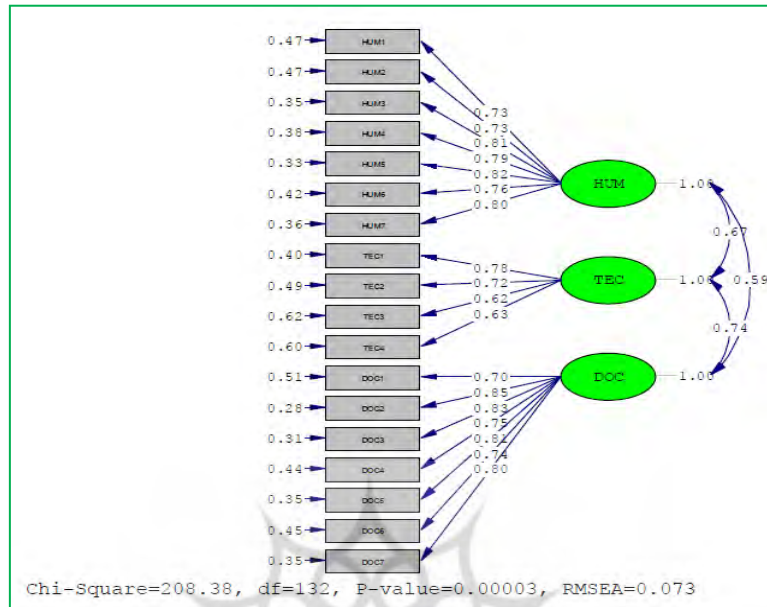 0.47 HUM1
0.47 HUM2
0.35 HUM3
0.38 HUM4
0.33 HUM5
0.42 HUM6
0.36 HUM7
0.40 TEC1
0.49 TEC2
0.62 TEC3
0.60 TEC4
0.51 DOC1
0.28 DOC2
0.31 DOC3
0.44 DOC4
0.35 DOC5
0.45 DOC6
0.35 DOC7
0.73
0.73
0.81
0.79
0.82
0.76
0.80
0.78
0.72
0.62
0.63
0.70
0.85
0.83
0.75
0.81
0.74
0.80
HUM 1.00
TEC 1.00
DOC 1.00
0.67
0.59
0.74
Chi-Square=208.38, df=132, P-value=0.00003, RMSEA=0.073